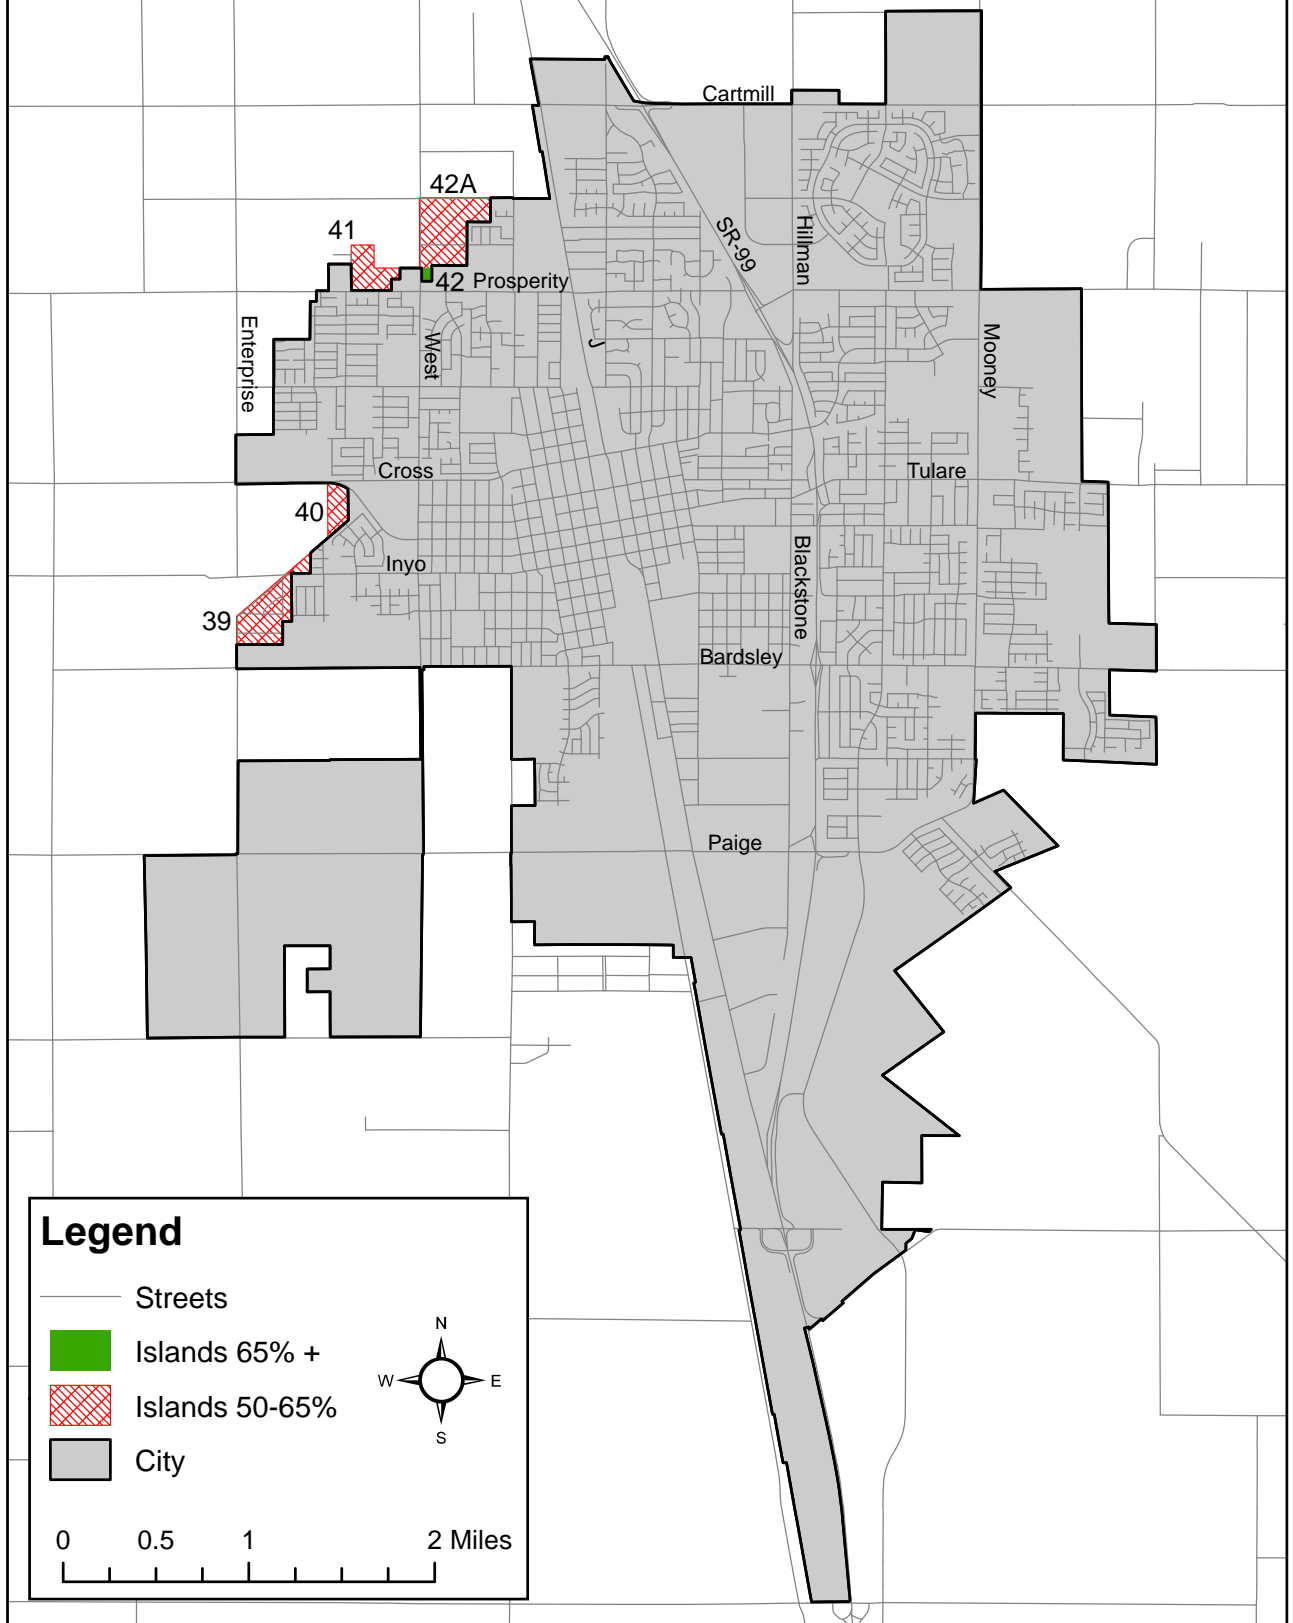 Cartmill
42A
41
SR-99
Hillman
42 Prosperity
Enterprise
West
J
Mooney
Cross
Tulare
40
Inyo
Blackstone
39
Bardsley
Paige
Legend
Streets
Islands 65% +
Islands 50-65%
City
N
W
E
S
0 0.5 1 2 Miles